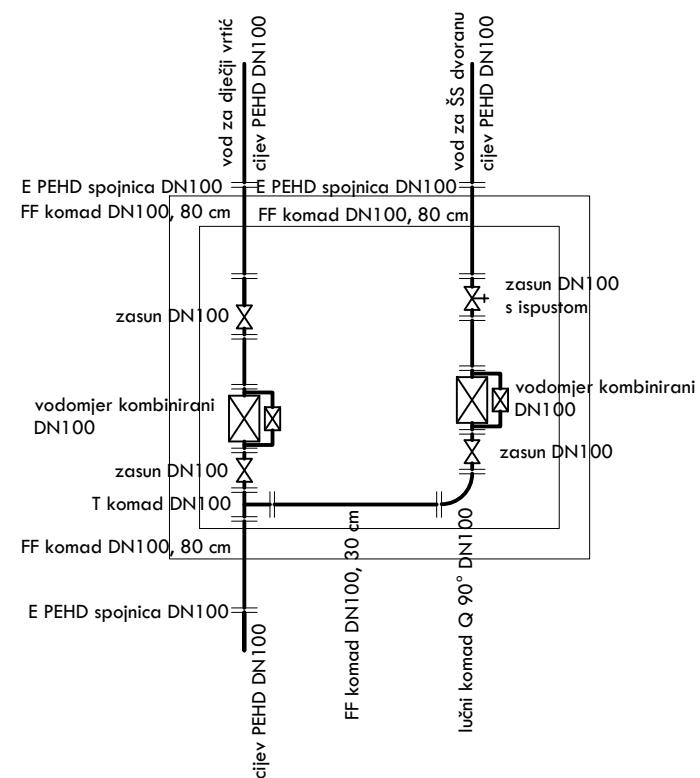 vod za dječji vrtić
cijev PEHD DN100
vod za ŠS dvoranu
cijev PEHD DN100
E PEHD spojnica DN100
E PEHD spojnica DN100
FF komad DN100, 80 cm
FF komad DN100, 80 cm
zasun DN100
zasun DN100
s ispustom
vodomjer kombinirani
DN100
vodomjer kombinirani
DN100
zasun DN100
zasun DN100
T komad DN100
FF komad DN100, 80 cm
FF komad DN100, 30 cm
lučni komad Q 90° DN100
E PEHD spojnica DN100
cijev PEHD DN100